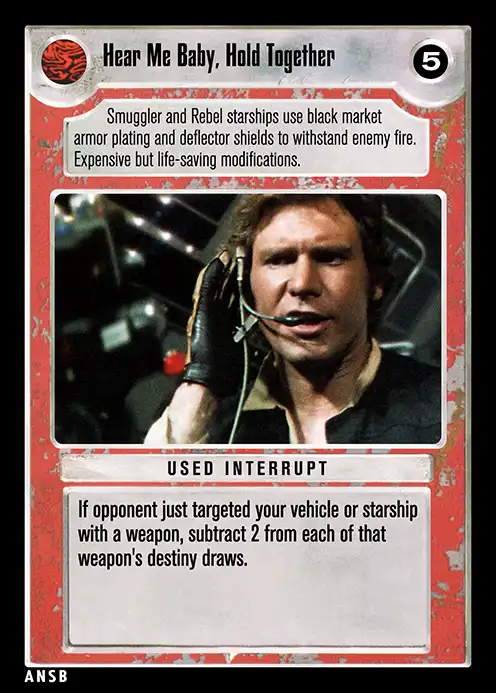 Hear Me Baby, Hold Together
5
Smuggler and Rebel starships use black market
armor plating and deflector shields to withstand enemy fire.
Expensive but life-saving modifications.
USED INTERRUPT
If opponent just targeted your vehicle or starship
with a weapon, subtract 2 from each of that
weapon's destiny draws.
ANSB